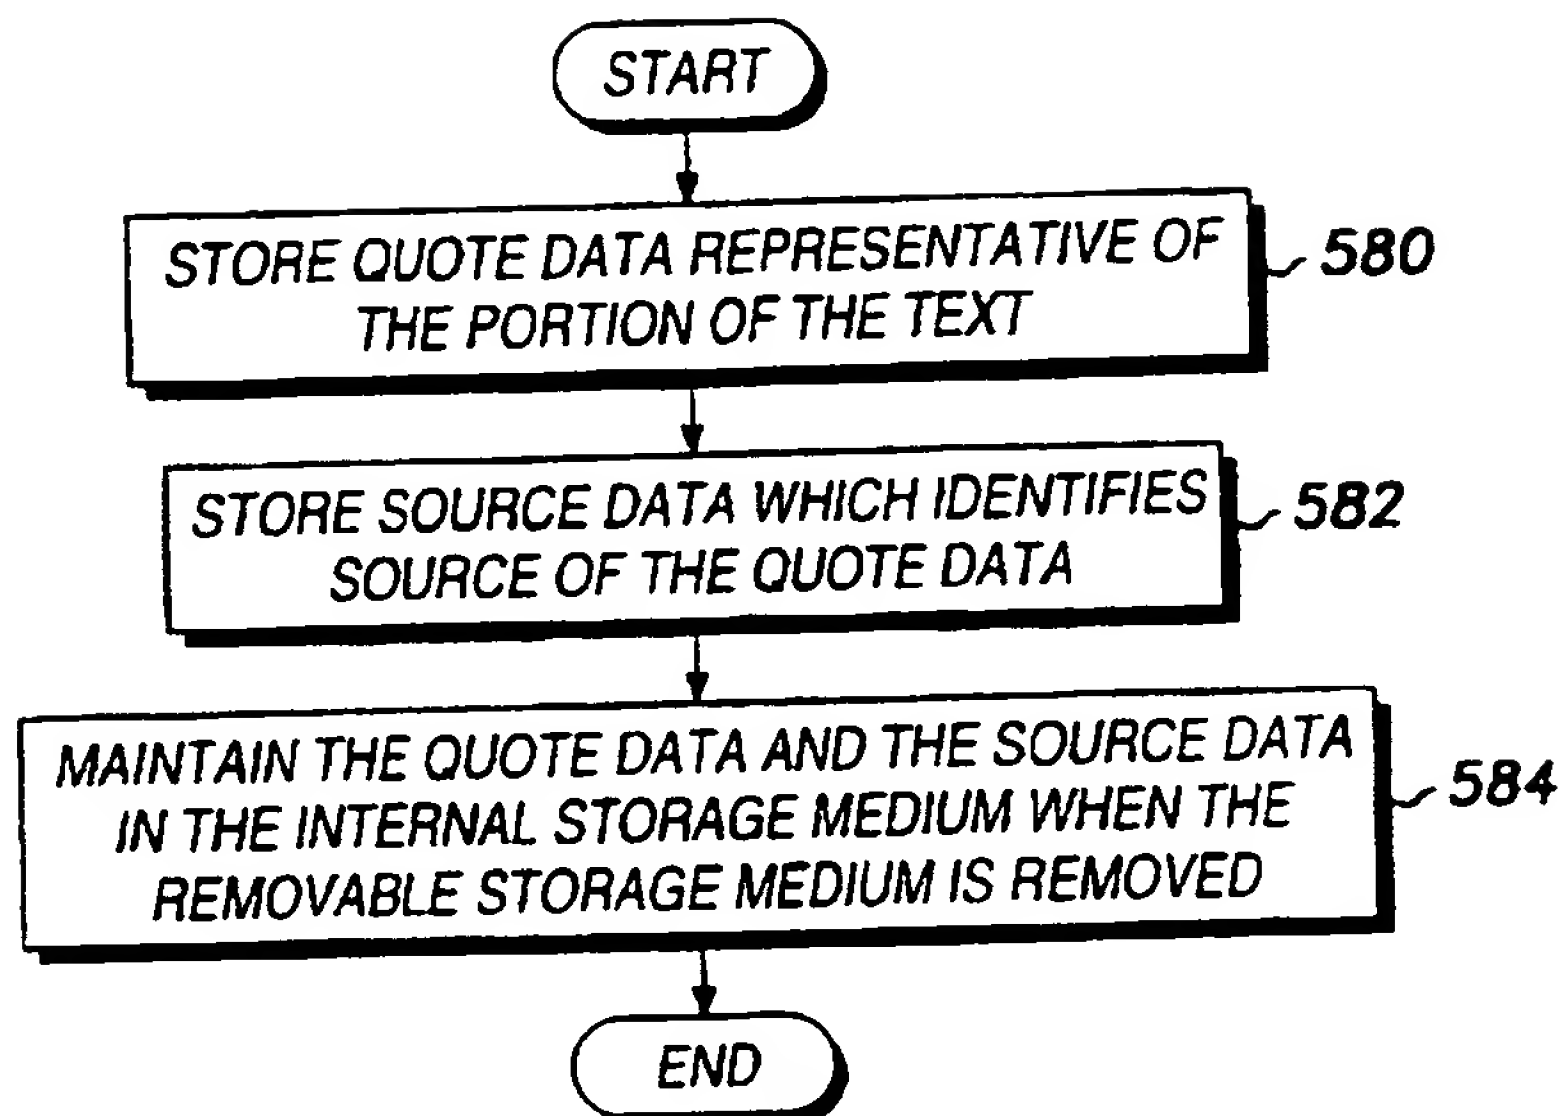 START
STORE QUOTE DATA REPRESENTATIVE OF
THE PORTION OF THE TEXT
580
STORE SOURCE DATA WHICH IDENTIFIES
SOURCE OF THE QUOTE DATA
582
MAINTAIN THE QUOTE DATA AND THE SOURCE DATA
IN THE INTERNAL STORAGE MEDIUM WHEN THE
REMOVABLE STORAGE MEDIUM IS REMOVED
584
END